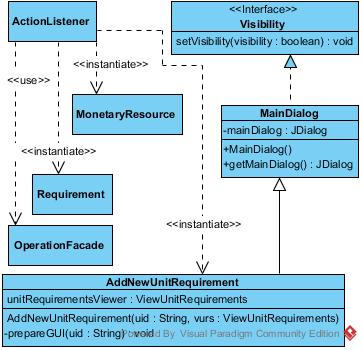 ActionListener
<<Interface>>
Visibility
setVisibility(visibility : boolean) : void
<<use>>
<<instantiate>>
MonetaryResource
MainDialog
-mainDialog : JDialog
+MainDialog()
+getMainDialog() : JDialog
<<instantiate>>
Requirement
<<instantiate>>
OperationFacade
AddNewUnitRequirement
unitRequirementsViewer : ViewUnitRequirements
AddNewUnitRequirement(uid : String, vurs : ViewUnitRequirements)
-prepareGUI(uid : String) : void
Powered By Visual Paradigm Community Edition